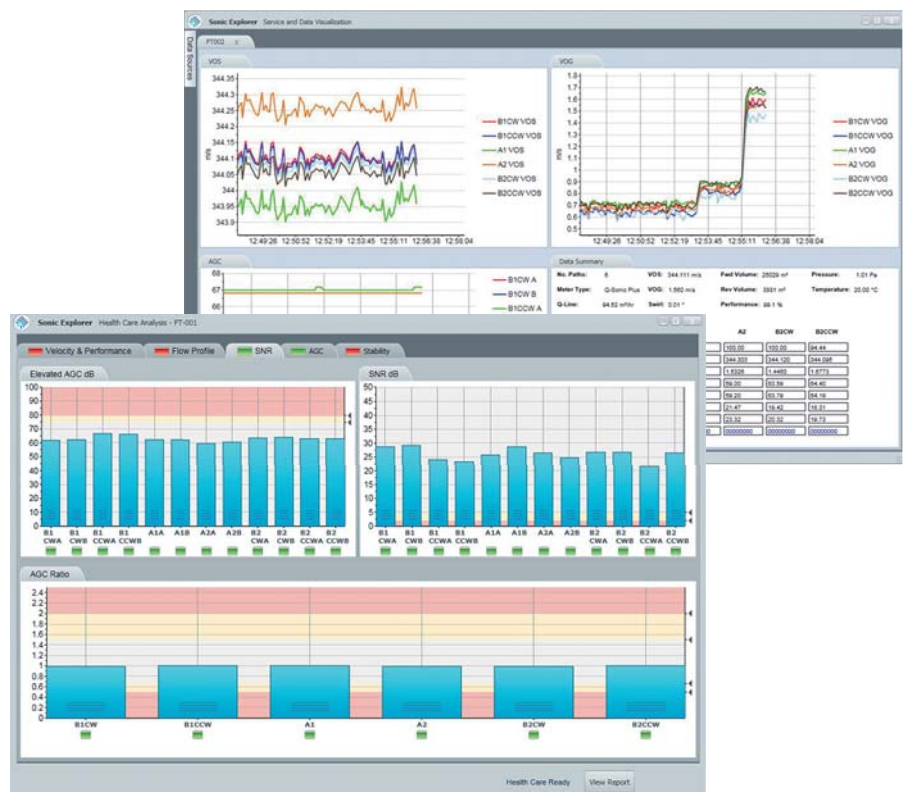 Sonic Explorer Service and Data Visualization
Data Sources
FT002 x
VOS
344.35
344.3
344.25
344.2
344.15
344.1
344.05
344
343.95
343.9
m/s
12:49:26 12:50:52 12:52:19 12:53:45 12:55:11 12:56:38 12:58:04
B1CW VOS
B1CCW VOS
A1 VOS
A2 VOS
B2CW VOS
B2CCW VOS
VOG
1.8
1.7
1.6
1.5
1.4
1.3
1.2
1.1
1
0.9
0.8
0.7
0.6
0.5
m/s
12:49:26 12:50:52 12:52:19 12:53:45 12:55:11 12:56:38 12:58:04
B1CW VOG
B1CCW VOG
A1 VOG
A2 VOG
B2CW VOG
B2CCW VOG
AGC
68
67
66
B1CW A
B1CW B
B1CCW A
Data Summary
No. Paths: 6 VOS: 344.111 m/s Fwd Volume: 25029 m³ Pressure: 1.01 Pa
Meter Type: Q-Sonic Plus VOG: 1.560 m/s Rev Volume: m³ Temperature: 20.00 °C
Q-Line: 94.52 m³/hr Swirl: 0.01 ° Performance: %
A2 B2CW B2CCW
100.00 100.00 94.44
344.303 344.120 344.095
1.5326 1.4460 1.5773
59.00 63.59 64.40
59.20 63.79 64.19
21.47 19.42 18.01
23.32 20.32 19.73
00000000 00000000 00000000
Sonic Explorer Health Care Analysis - FT-001
Velocity & Performance Flow Profile SNR AGC Stability
Elevated AGC dB
100
90
80
70
60
50
40
30
20
10
0
B1 B1 B1 B1 A1A A1B A2A A2B B2 B2 B2 B2
CWA CWB CCWA CCWB CWA CWB CCWA CCWB
SNR dB
50
45
40
35
30
25
20
15
10
5
0
B1 B1 B1 B1 A1A A1B A2A A2B B2 B2 B2 B2
CWA CWB CCWA CCWB CWA CWB CCWA CCWB
AGC Ratio
2.4
2.2
2
1.8
1.6
1.4
1.2
1
0.8
0.6
0.4
0.2
0
B1CW B1CCW A1 A2 B2CW B2CCW
Health Care Ready View Report